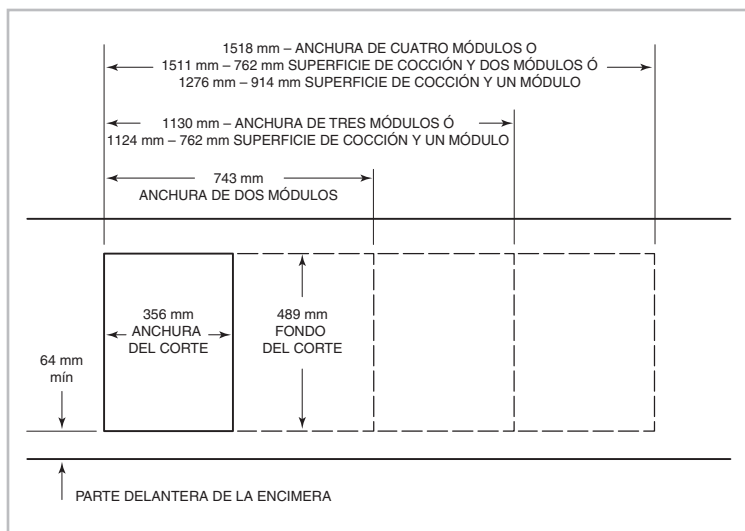 1518 mm – ANCHURA DE CUATRO MÓDULOS O
1511 mm – 762 mm SUPERFICIE DE COCCIÓN Y DOS MÓDULOS Ó
1276 mm – 914 mm SUPERFICIE DE COCCIÓN Y UN MÓDULO
1130 mm – ANCHURA DE TRES MÓDULOS Ó
1124 mm – 762 mm SUPERFICIE DE COCCIÓN Y UN MÓDULO
743 mm
ANCHURA DE DOS MÓDULOS
356 mm
ANCHURA
DEL CORTE
489 mm
FONDO
DEL CORTE
64 mm
mín
PARTE DELANTERA DE LA ENCIMERA